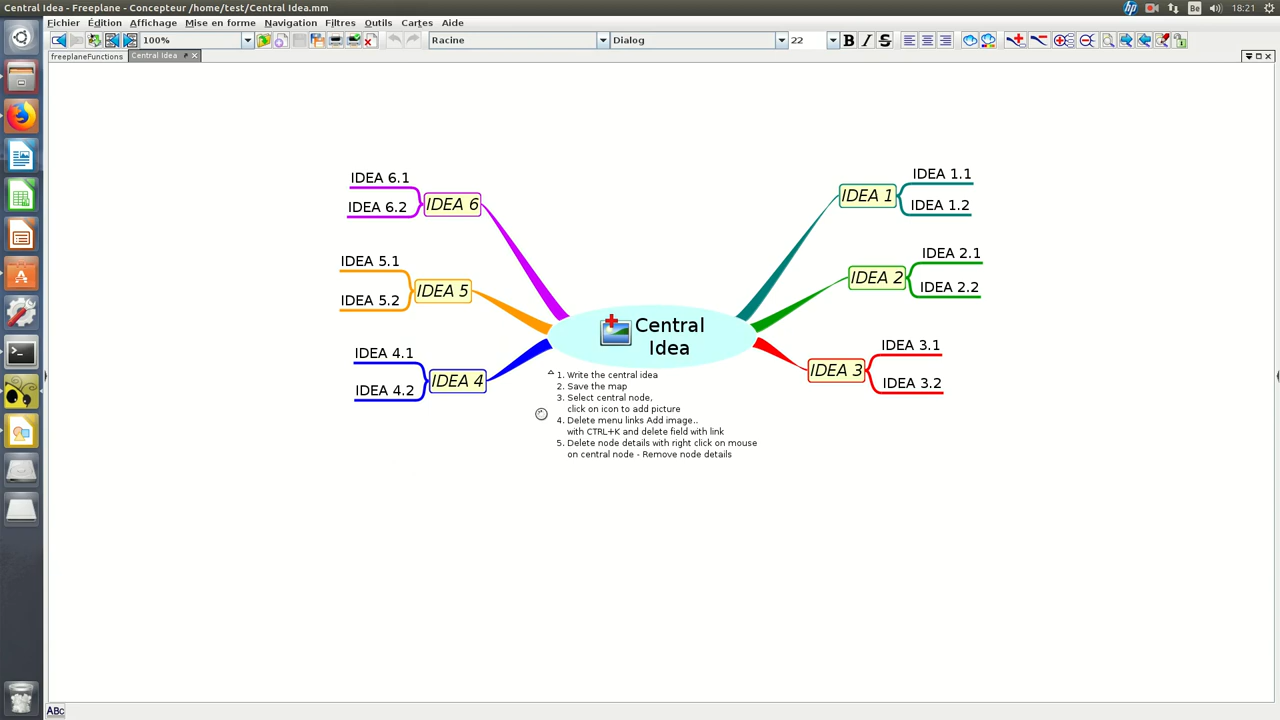 Central Idea - Freeplane - Concepteur /home/test/Central Idea.mm
Be
18:21
Fichier Édition Affichage Mise en forme Navigation Filtres Outils Cartes Aide
100%
Racine
Dialog
22
B I S
freeplaneFunctions
Central Idea
IDEA 6.1
IDEA 6.2
IDEA 6
IDEA 5.1
IDEA 5.2
IDEA 5
IDEA 4.1
IDEA 4.2
IDEA 4
IDEA 1
IDEA 1.1
IDEA 1.2
IDEA 2
IDEA 2.1
IDEA 2.2
IDEA 3
IDEA 3.1
IDEA 3.2
Central
Idea
1. Write the central idea
2. Save the map
3. Select central node,
click on icon to add picture
4. Delete menu links Add image..
with CTRL+K and delete field with link
5. Delete node details with right click on mouse
on central node - Remove node details
ABc